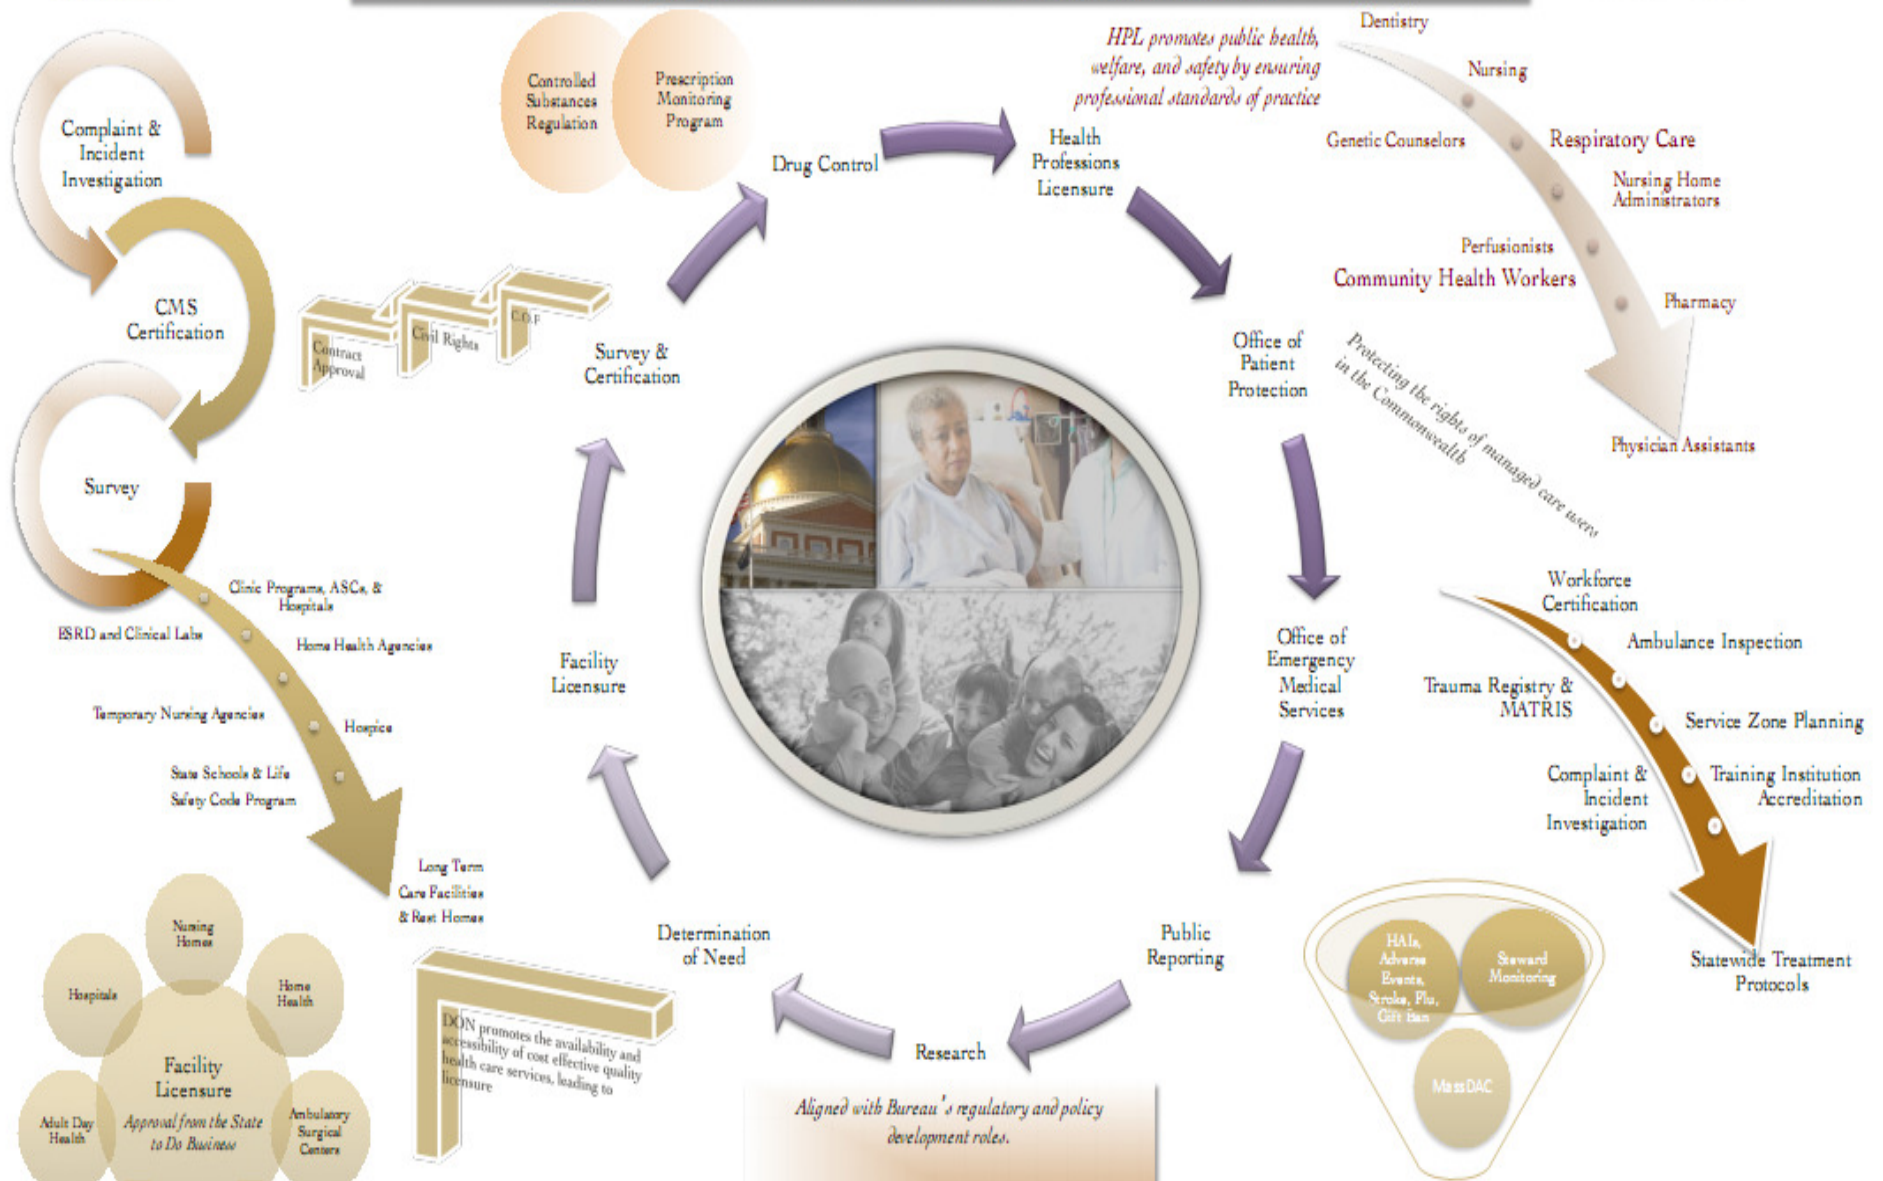 Complaint &
Incident
Investigation
CMS
Certification
Survey
Controlled
Substances
Regulation
Prescription
Monitoring
Program
Drug Control
Health
Professions
Licensure
HPL promotes public health,
welfare, and safety by ensuring
professional standards of practice
Dentistry
Nursing
Genetic Counselors
Respiratory Care
Nursing Home
Administrators
Perfusionists
Community Health Workers
Pharmacy
Physician Assistants
Contract
Approval
Civil Rights
C.O.P
Survey &
Certification
Office of
Patient
Protection
Protecting the rights of managed care users
in the Commonwealth
Clinic Programs, ASCs, &
Hospitals
ESRD and Clinical Labs
Home Health Agencies
Temporary Nursing Agencies
Hospice
State Schools & Life
Safety Code Program
Long Term
Care Facilities
& Rest Homes
Facility
Licensure
Office of
Emergency
Medical
Services
Workforce
Certification
Ambulance Inspection
Trauma Registry &
MATRIS
Service Zone Planning
Complaint &
Incident
Investigation
Training Institution
Accreditation
Statewide Treatment
Protocols
Nursing
Homes
Hospitals
Home
Health
Facility
Licensure
Approval from the State
to Do Business
Adult Day
Health
Ambulatory
Surgical
Centers
Determination
of Need
DON promotes the availability and
accessibility of cost effective quality
health care services, leading to
licensure
Research
Aligned with Bureau's regulatory and policy
development roles.
Public
Reporting
HAIs,
Adverse
Events,
Stroke, Flu,
Gift Ban
Steward
Monitoring
MassDAC